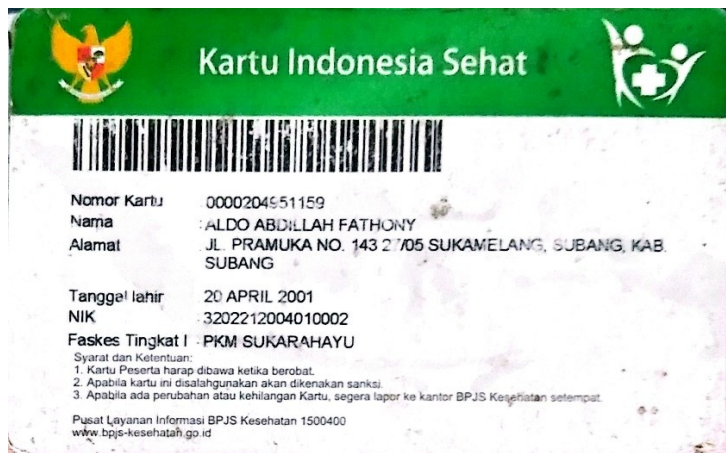 Kartu Indonesia Sehat
Nomor Kartu : 0000204951159
Nama : ALDO ABDILLAH FATHONY
Alamat : JL. PRAMUKA NO. 143 27/05 SUKAMELANG, SUBANG, KAB.
SUBANG
Tanggal lahir : 20 APRIL 2001
NIK : 3202212004010002
Faskes Tingkat I : PKM SUKARAHAYU
Syarat dan Ketentuan:
1. Kartu Peserta harap dibawa ketika berobat.
2. Apabila kartu ini disalahgunakan akan dikenakan sanksi.
3. Apabila ada perubahan atau kehilangan Kartu, segera lapor ke kantor BPJS Kesehatan setempat.
Pusat Layanan Informasi BPJS Kesehatan 1500400
www.bpjs-kesehatan.go.id